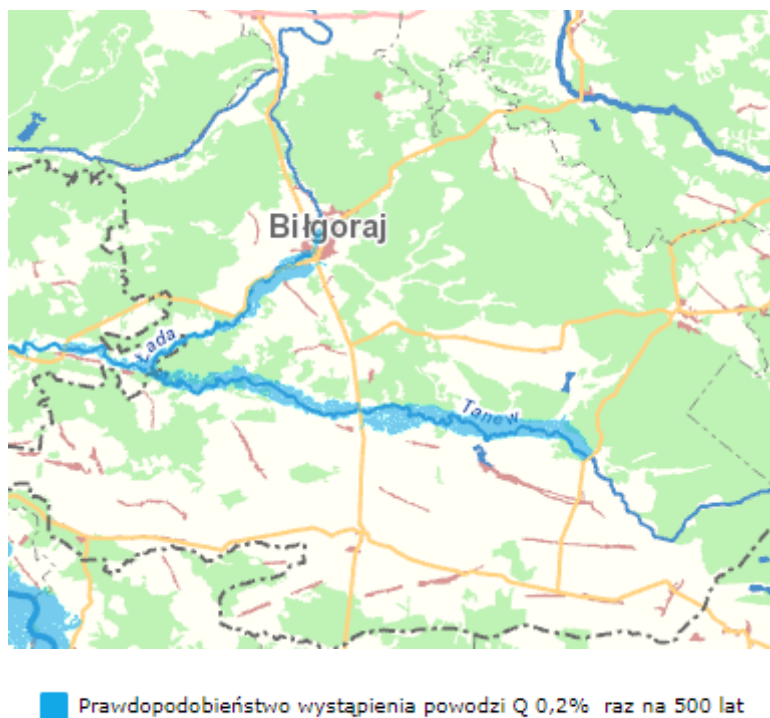 Biłgoraj
Łada
Tanew
Prawdopodobieństwo wystąpienia powodzi Q 0,2% raz na 500 lat